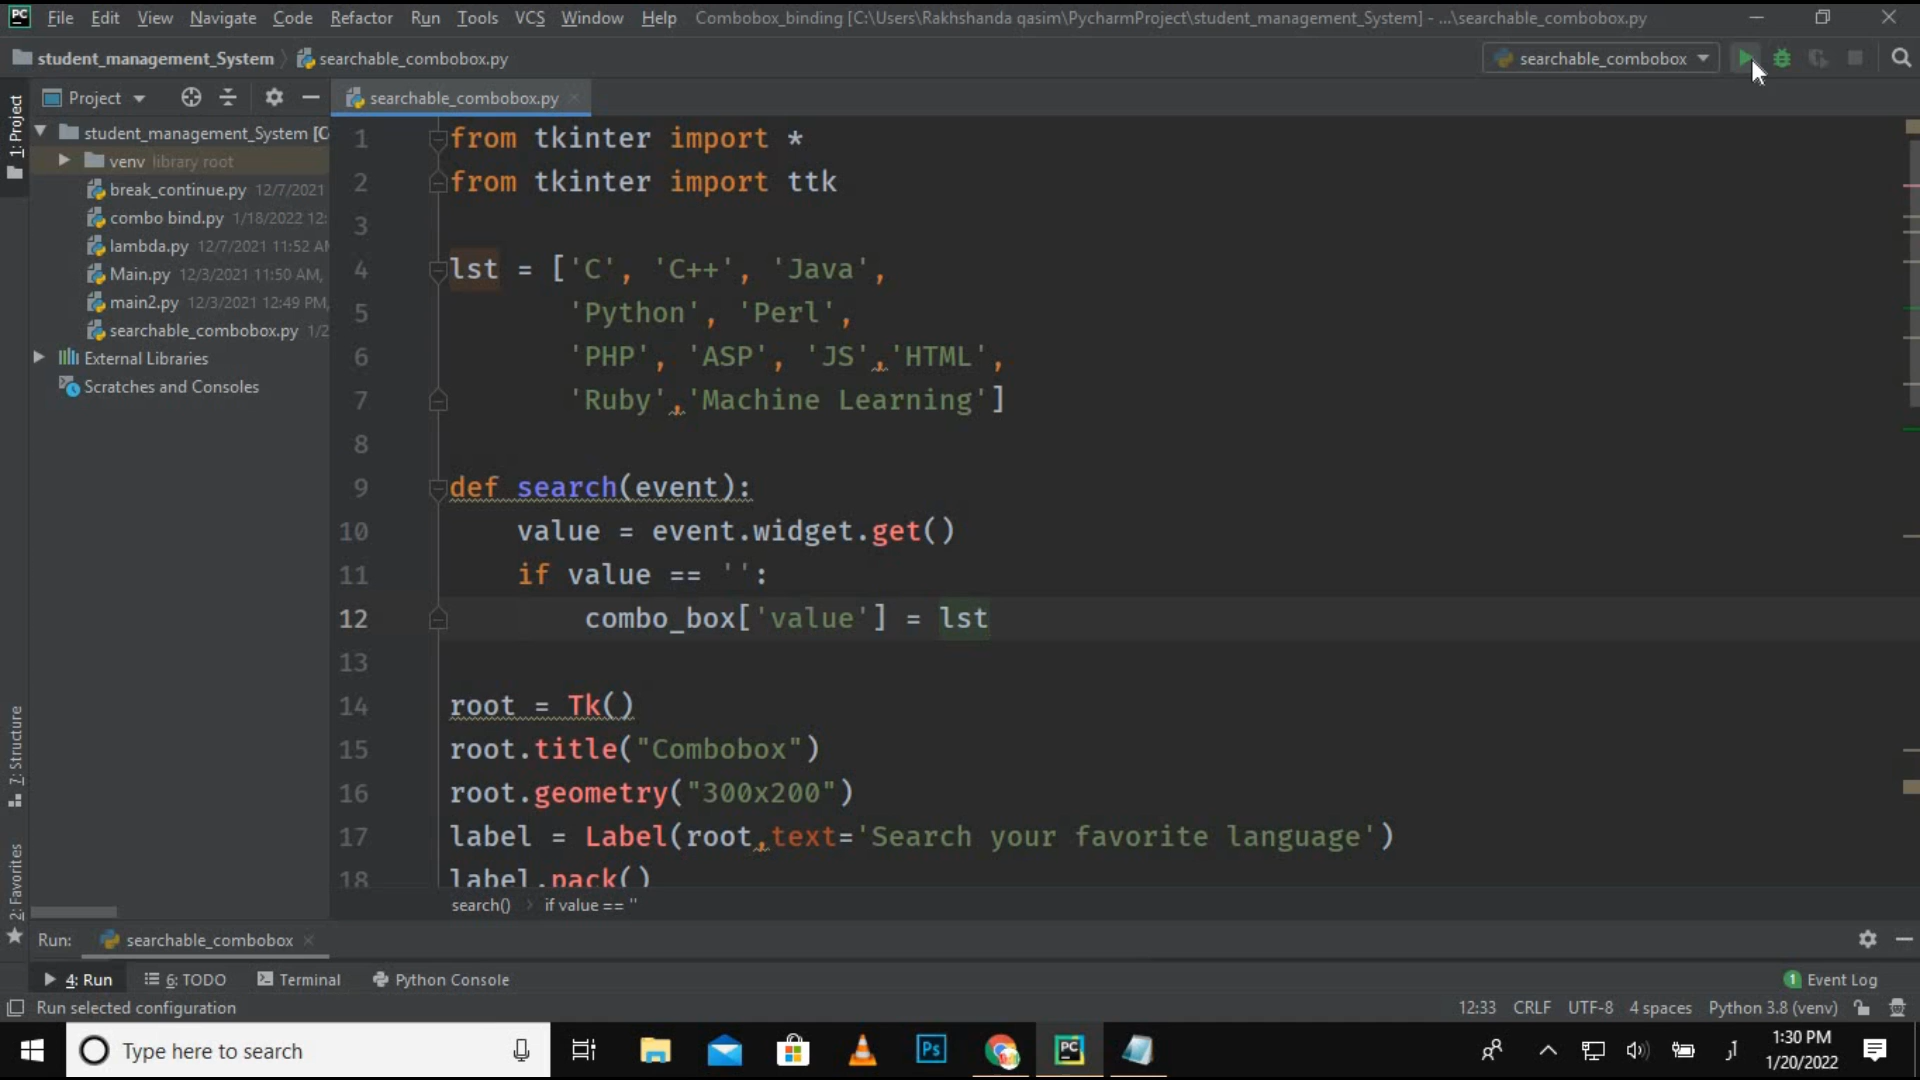 PC File Edit View Navigate Code Refactor Run Tools VCS Window Help Combobox_binding [C:\Users\Rakhshanda qasim\PycharmProject\student_management_System] - ...\searchable_combobox.py
student_management_System searchable_combobox.py searchable_combobox
1: Project
Project
searchable_combobox.py
student_management_System [C
venv library root
break_continue.py 12/7/2021
combo bind.py 1/18/2022 12:
lambda.py 12/7/2021 11:52 AM
Main.py 12/3/2021 11:50 AM,
main2.py 12/3/2021 12:49 PM,
searchable_combobox.py 1/2
External Libraries
Scratches and Consoles
1 from tkinter import *
2 from tkinter import ttk
3
4 lst = ['C', 'C++', 'Java',
5 'Python', 'Perl',
6 'PHP', 'ASP', 'JS','HTML',
7 'Ruby','Machine Learning']
8
9 def search(event):
10 value = event.widget.get()
11 if value == '':
12 combo_box['value'] = lst
13
14 root = Tk()
15 root.title("Combobox")
16 root.geometry("300x200")
17 label = Label(root,text='Search your favorite language')
18 label.pack()
search() if value == ''
7: Structure
2: Favorites
Run: searchable_combobox
4: Run 6: TODO Terminal Python Console 1 Event Log
Run selected configuration 12:33 CRLF UTF-8 4 spaces Python 3.8 (venv)
Type here to search
Ps
PC
1:30 PM
1/20/2022